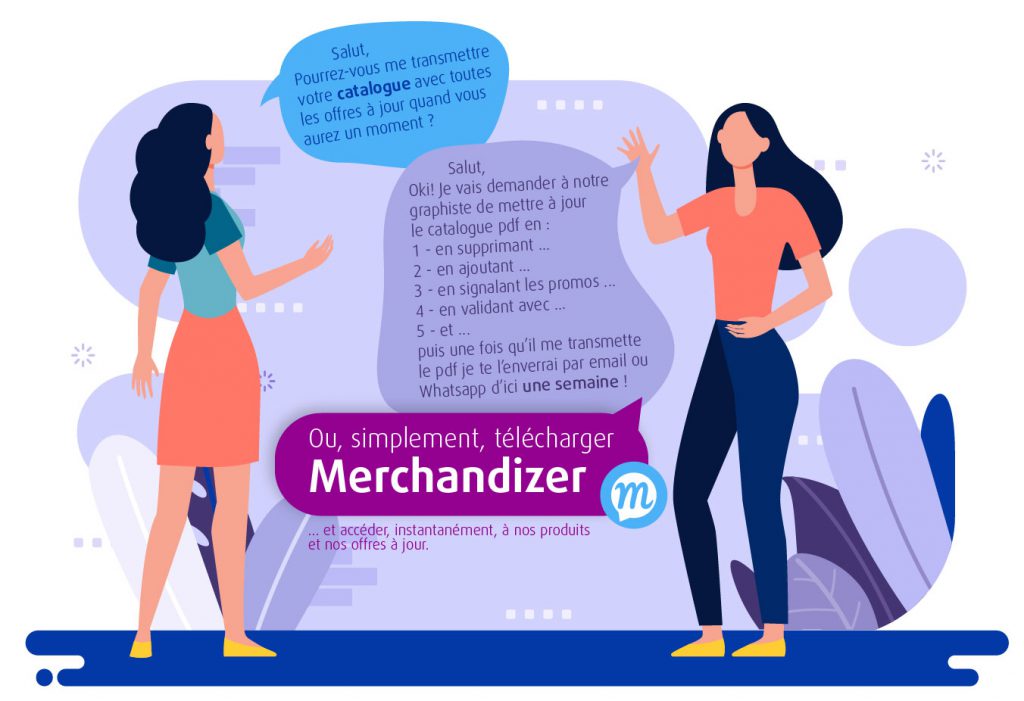 Salut,
Pourrez-vous me transmettre
votre catalogue avec toutes
les offres à jour quand vous
aurez un moment ?
Salut,
Oki! Je vais demander à notre
graphiste de mettre à jour
le catalogue pdf en :
1 - en supprimant ...
2 - en ajoutant ...
3 - en signalant les promos ...
4 - en validant avec ...
5 - et ...
puis une fois qu'il me transmette
le pdf je te l'enverrai par email ou
Whatsapp d'ici une semaine !
Ou, simplement, télécharger
Merchandizer
m
... et accéder, instantanément, à nos produits
et nos offres à jour.